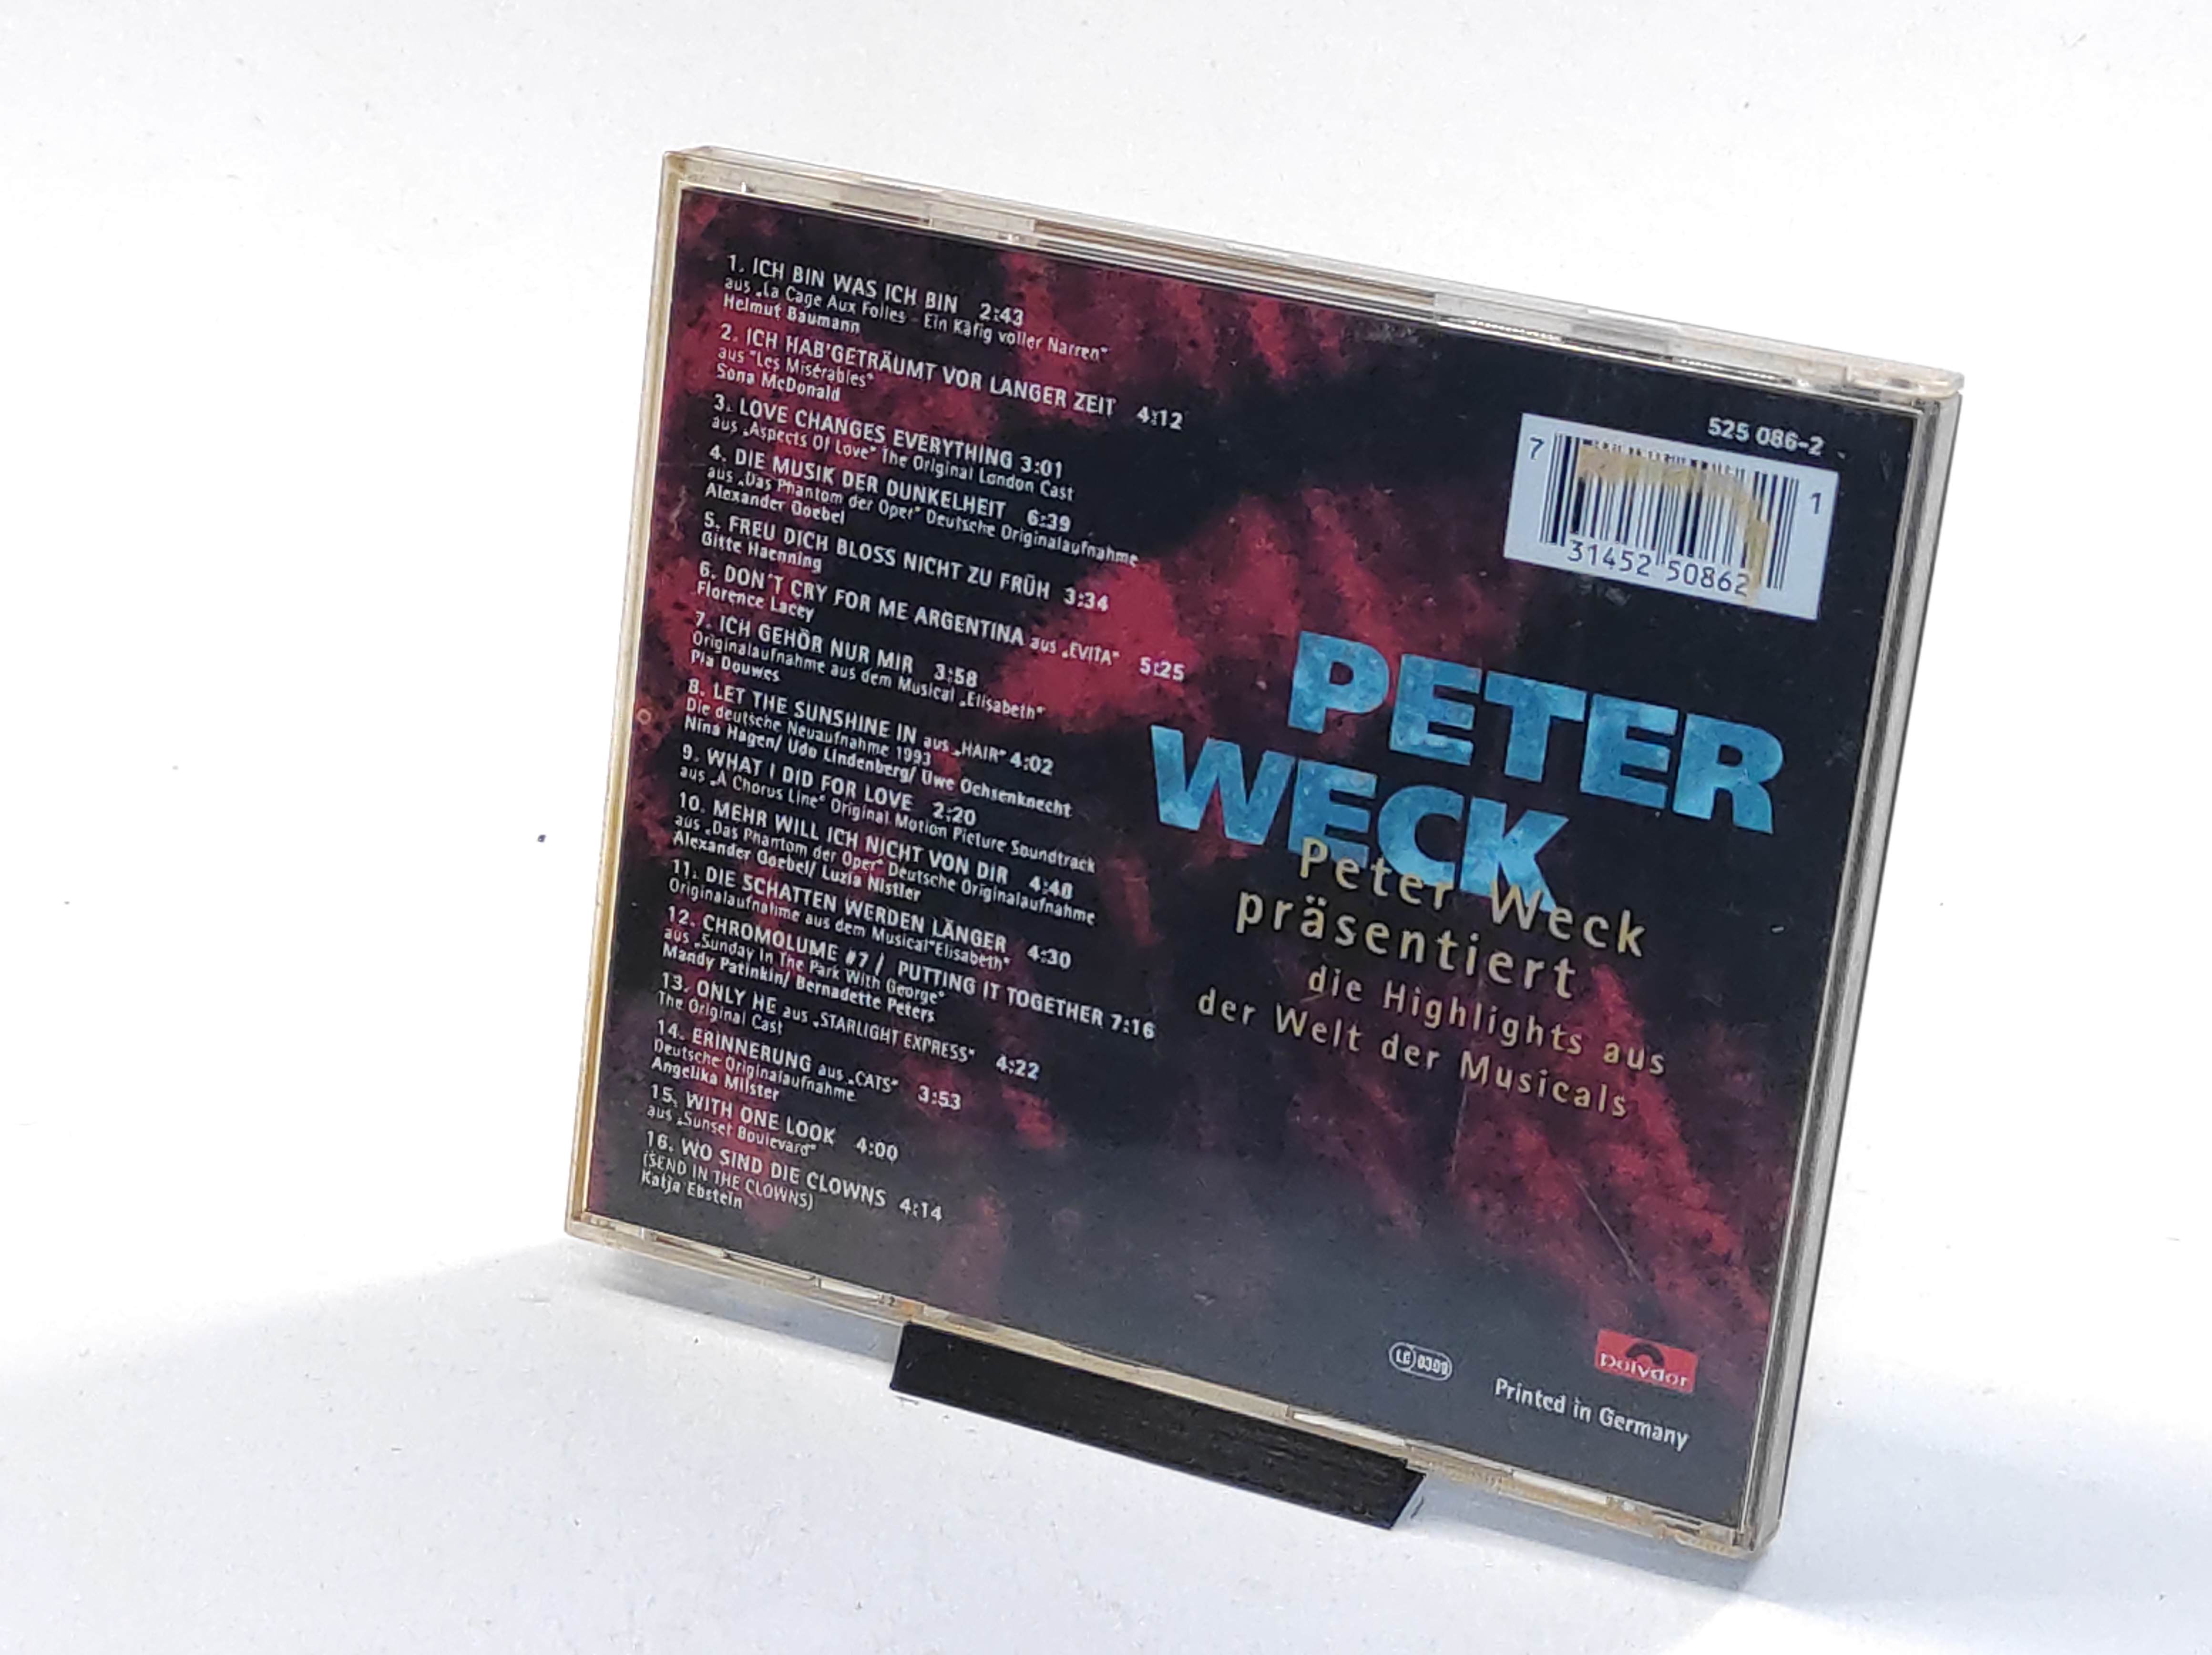 1. ICH BIN WAS ICH BIN 2:43
aus „La Cage Aux Folles - Ein Käfig voller Narren"
Helmut Baumann
2. ICH HAB'GETRÄUMT VOR LANGER ZEIT 4:12
aus "Les Misérables"
Sona McDonald
3. LOVE CHANGES EVERYTHING 3:01
aus „Aspects Of Love" The Original London Cast
4. DIE MUSIK DER DUNKELHEIT 6:39
aus „Das Phantom der Oper" Deutsche Originalaufnahme
Alexander Goebel
5. FREU DICH BLOSS NICHT ZU FRÜH 3:34
Gitte Haenning
6. DON'T CRY FOR ME ARGENTINA aus „EVITA" 5:25
Florence Lacey
7. ICH GEHÖR NUR MIR 3:58
Originalaufnahme aus dem Musical „Elisabeth"
Pia Douwes
8. LET THE SUNSHINE IN aus „HAIR" 4:02
Die deutsche Neuaufnahme 1993
Nina Hagen/ Udo Lindenberg/ Uwe Ochsenknecht
9. WHAT I DID FOR LOVE 2:20
aus „A Chorus Line" Original Motion Picture Soundtrack
10. MEHR WILL ICH NICHT VON DIR 4:40
aus „Das Phantom der Oper" Deutsche Originalaufnahme
Alexander Goebel/ Luzia Nistler
11. DIE SCHATTEN WERDEN LÄNGER 4:30
Originalaufnahme aus dem Musical"Elisabeth"
12. CHROMOLUME #7 / PUTTING IT TOGETHER 7:16
aus „Sunday In The Park With George"
Mandy Patinkin/ Bernadette Peters
13. ONLY HE aus „STARLIGHT EXPRESS" 4:22
The Original Cast
14. ERINNERUNG aus „CATS" 3:53
Deutsche Originalaufnahme
Angelika Milster
15. WITH ONE LOOK 4:00
aus „Sunset Boulevard"
16. WO SIND DIE CLOWNS 4:14
(SEND IN THE CLOWNS)
Katja Ebstein
525 086-2
7 31452 50862 1
PETER
WECK
Peter Weck
präsentiert
die Highlights aus
der Welt der Musicals
LC 0309
Polydor
Printed in Germany